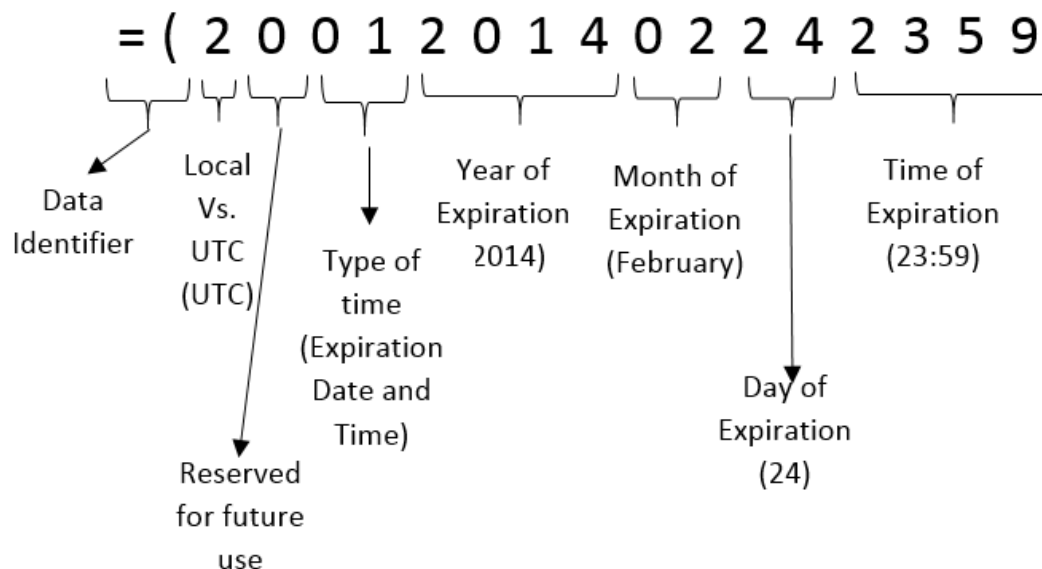 = ( 2 0 0 1 2 0 1 4 0 2 2 4 2 3 5 9
Data
Identifier
Local
Vs.
UTC
(UTC)
Reserved
for future
use
Type of
time
(Expiration
Date and
Time)
Year of
Expiration
2014)
Month of
Expiration
(February)
Day of
Expiration
(24)
Time of
Expiration
(23:59)